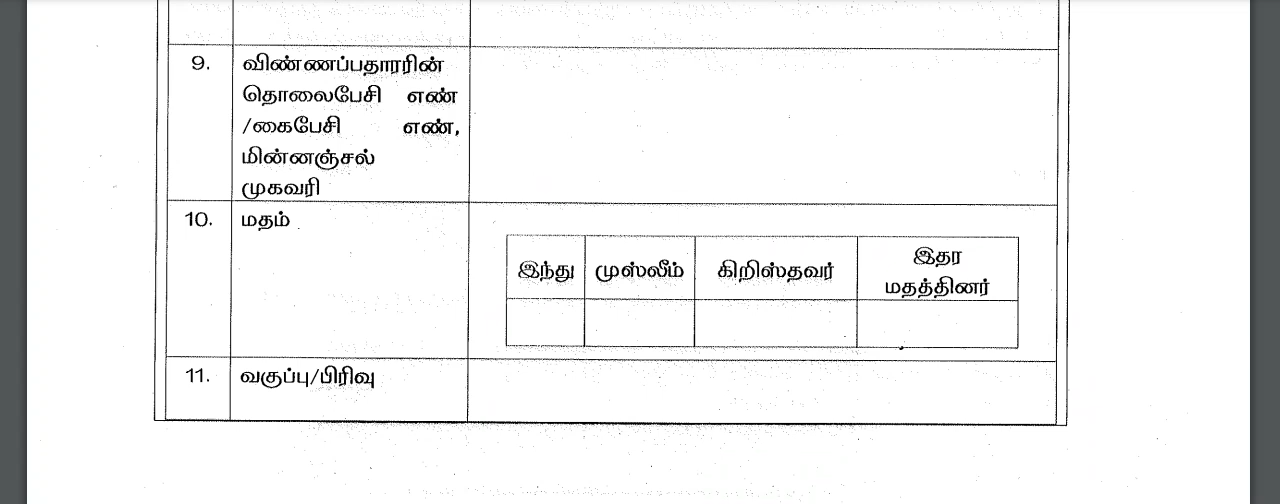 9.
விண்ணப்பதாரரின்
தொலைபேசி எண்
/கைபேசி எண்,
மின்னஞ்சல்
முகவரி
10.
மதம்
இந்து முஸ்லீம் கிறிஸ்தவர் இதர
மதத்தினர்
11.
வகுப்பு/பிரிவு